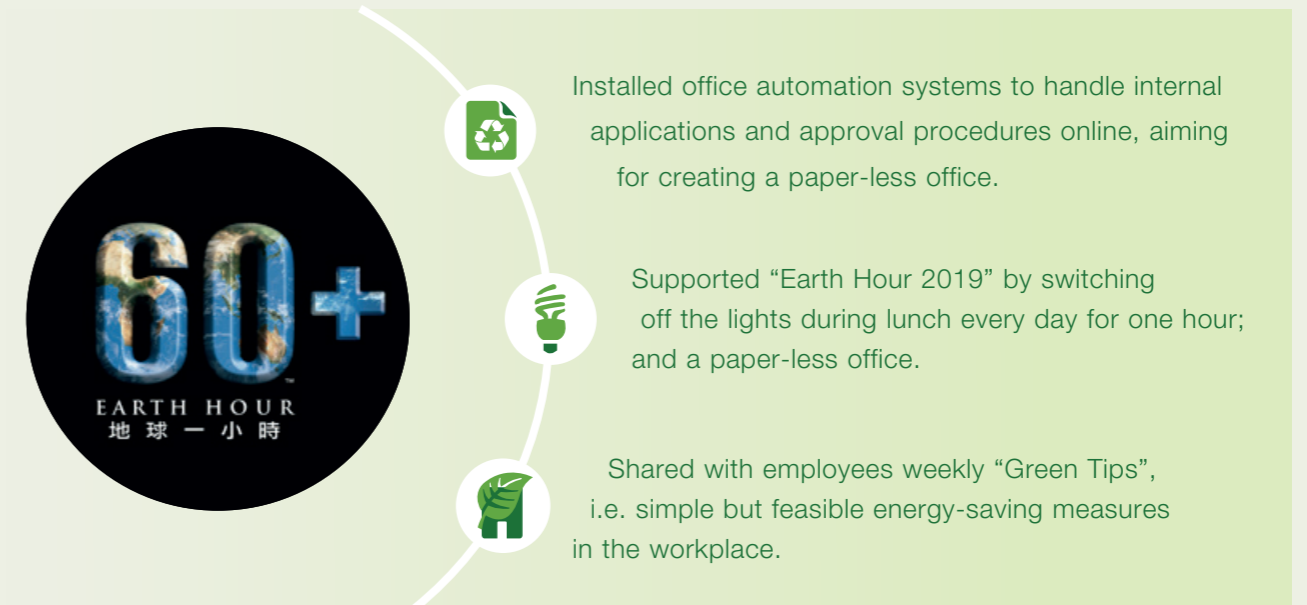 60+
™
EARTH HOUR
地球一小時
Installed office automation systems to handle internal
applications and approval procedures online, aiming
for creating a paper-less office.
Supported “Earth Hour 2019” by switching
off the lights during lunch every day for one hour;
and a paper-less office.
Shared with employees weekly “Green Tips”,
i.e. simple but feasible energy-saving measures
in the workplace.